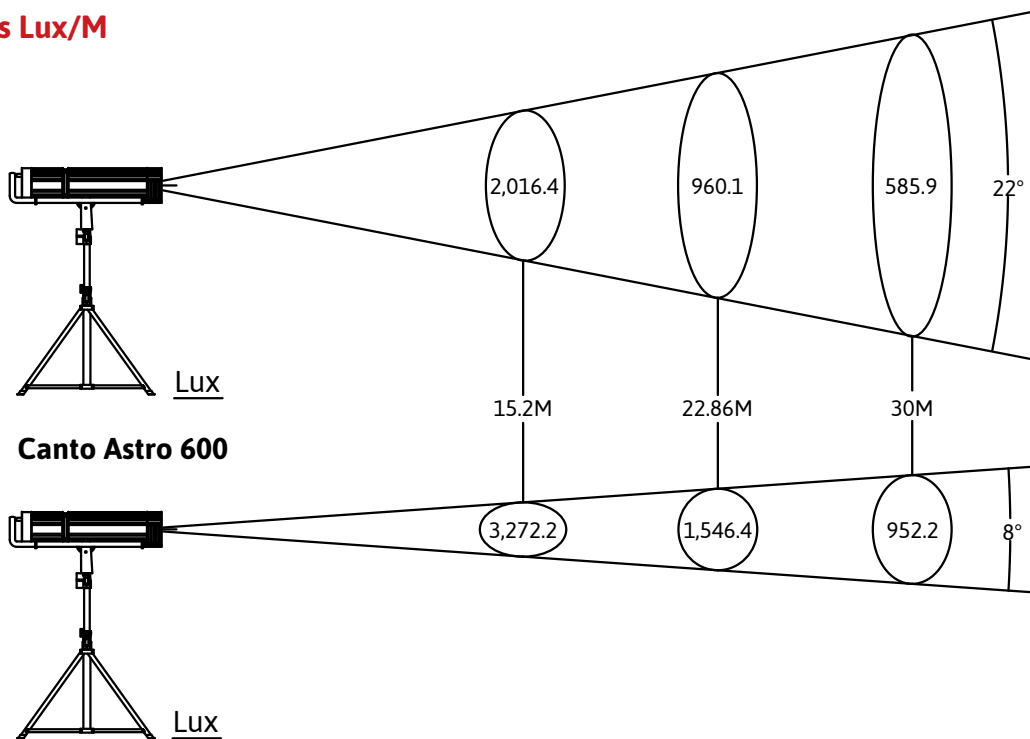 s Lux/M
2,016.4 960.1 585.9 22°
Lux
15.2M 22.86M 30M
Canto Astro 600
3,272.2 1,546.4 952.2 8°
Lux